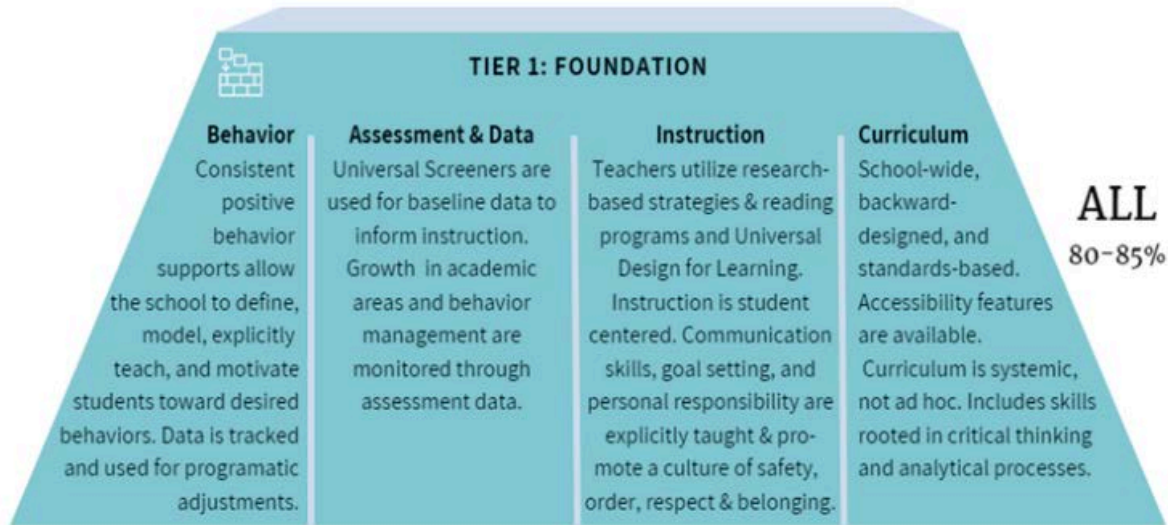 TIER 1: FOUNDATION
Behavior
Consistent
positive
behavior
supports allow
the school to define,
model, explicitly
teach, and motivate
students toward desired
behaviors. Data is tracked
and used for programatic
adjustments.
Assessment & Data
Universal Screeners are
used for baseline data to
inform instruction.
Growth in academic
areas and behavior
management are
monitored through
assessment data.
Instruction
Teachers utilize research-
based strategies & reading
programs and Universal
Design for Learning.
Instruction is student
centered. Communication
skills, goal setting, and
personal responsibility are
explicitly taught & pro-
mote a culture of safety,
order, respect & belonging.
Curriculum
School-wide,
backward-
designed, and
standards-based.
Accessibility features
are available.
Curriculum is systemic,
not ad hoc. Includes skills
rooted in critical thinking
and analytical processes.
ALL
80-85%